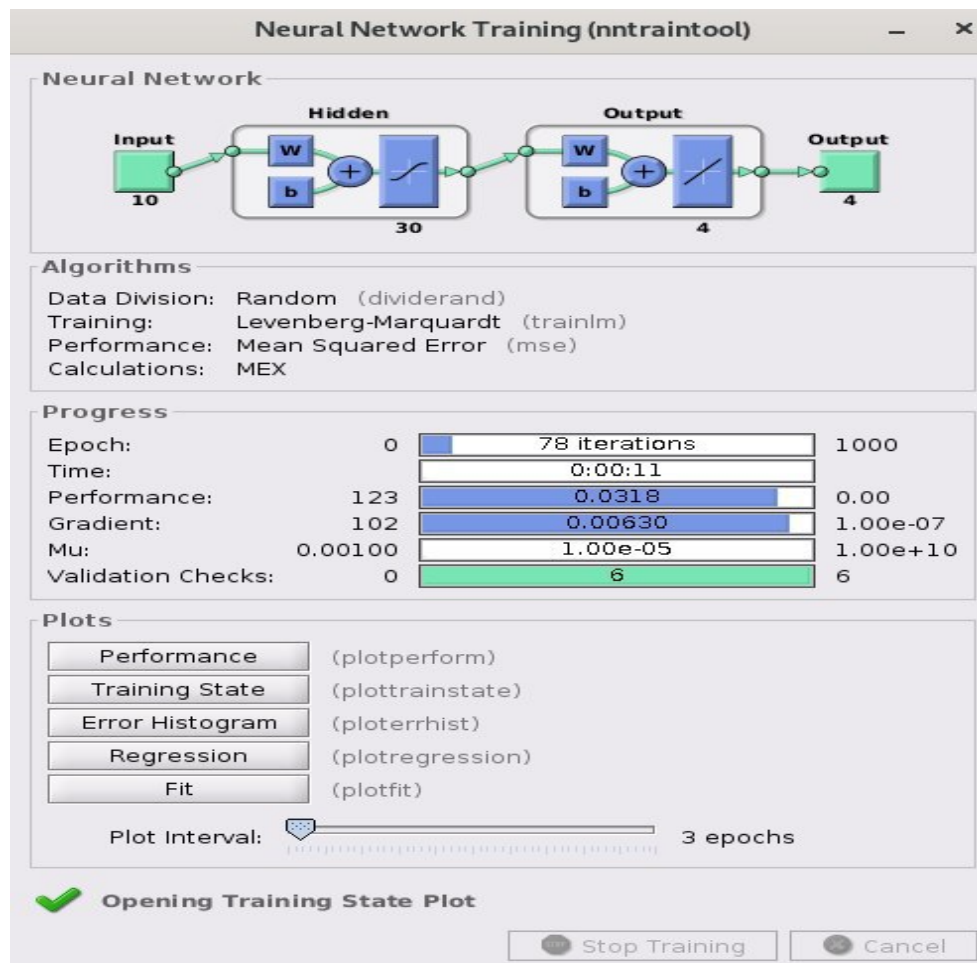 Neural Network Training (nntraintool)
Neural Network
Hidden Output
Input W W Output
b b
10 4
30 4
Algorithms
Data Division: Random (dividerand)
Training: Levenberg-Marquardt (trainlm)
Performance: Mean Squared Error (mse)
Calculations: MEX
Progress
Epoch: 0 78 iterations 1000
Time: 0:00:11
Performance: 123 0.0318 0.00
Gradient: 102 0.00630 1.00e-07
Mu: 0.00100 1.00e-05 1.00e+10
Validation Checks: 0 6 6
Plots
Performance (plotperform)
Training State (plottrainstate)
Error Histogram (ploterrhist)
Regression (plotregression)
Fit (plotfit)
Plot Interval: 3 epochs
Opening Training State Plot
Stop Training Cancel